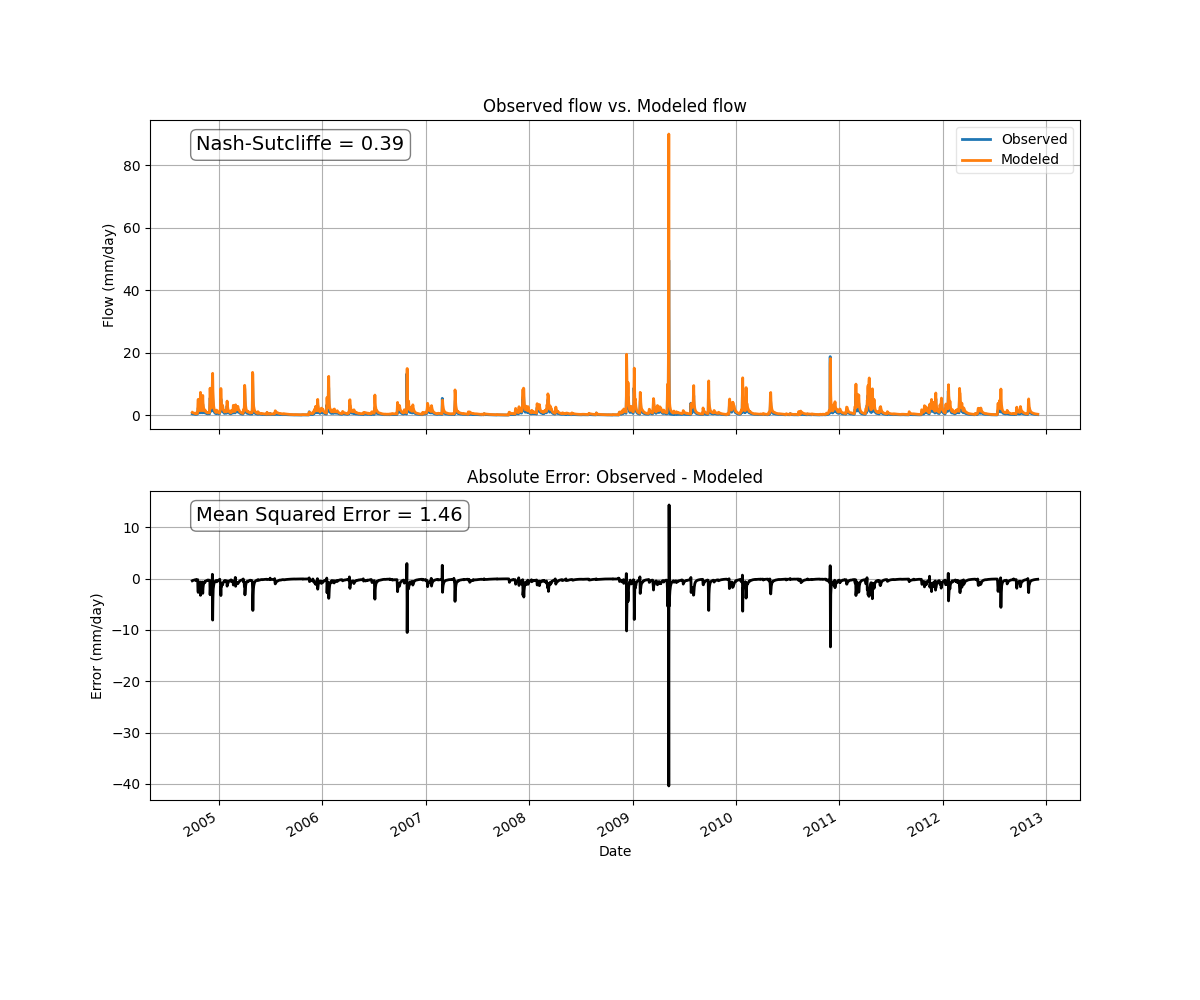 Observed flow vs. Modeled flow
Nash-Sutcliffe = 0.39
Observed
Modeled
80
60
40
20
0
Flow (mm/day)
Absolute Error: Observed - Modeled
Mean Squared Error = 1.46
10
0
−10
−20
−30
−40
Error (mm/day)
2005 2006 2007 2008 2009 2010 2011 2012 2013
Date